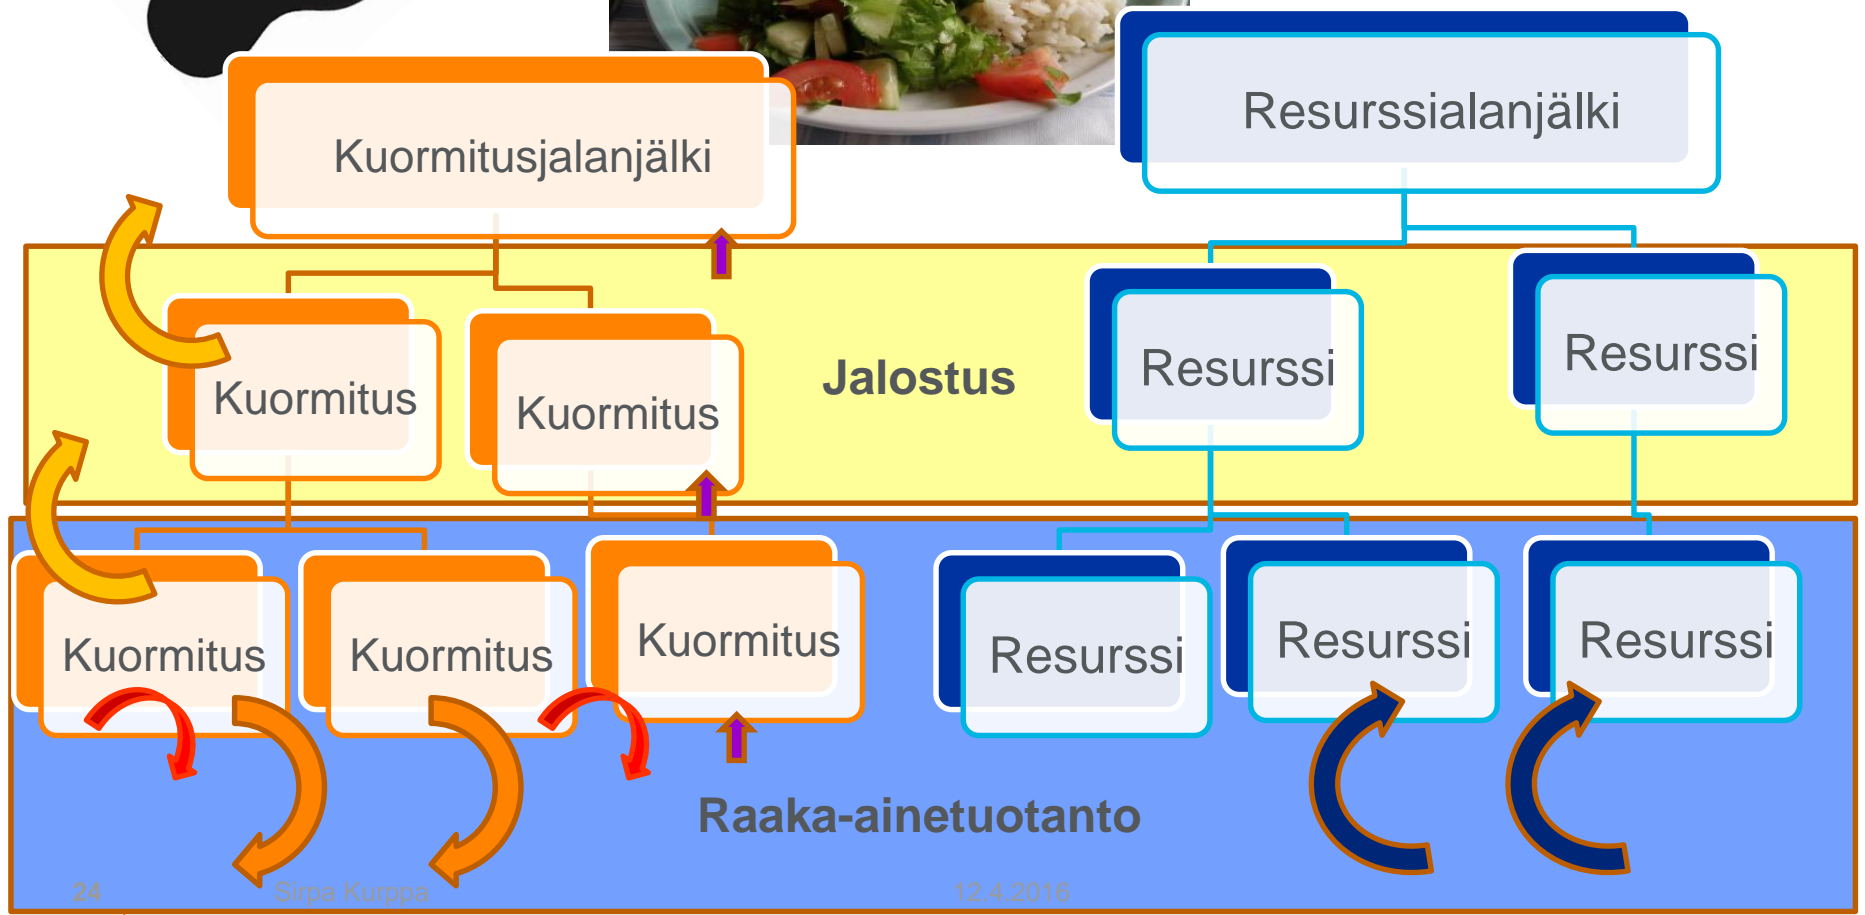 Resurssialanjälki
Kuormitusjalanjälki
Resurssi
Resurssi
Jalostus
Kuormitus
Kuormitus
Kuormitus
Kuormitus
Kuormitus
Resurssi
Resurssi
Resurssi
Raaka-ainetuotanto
24 Sirpa Kurppa 12.4.2016